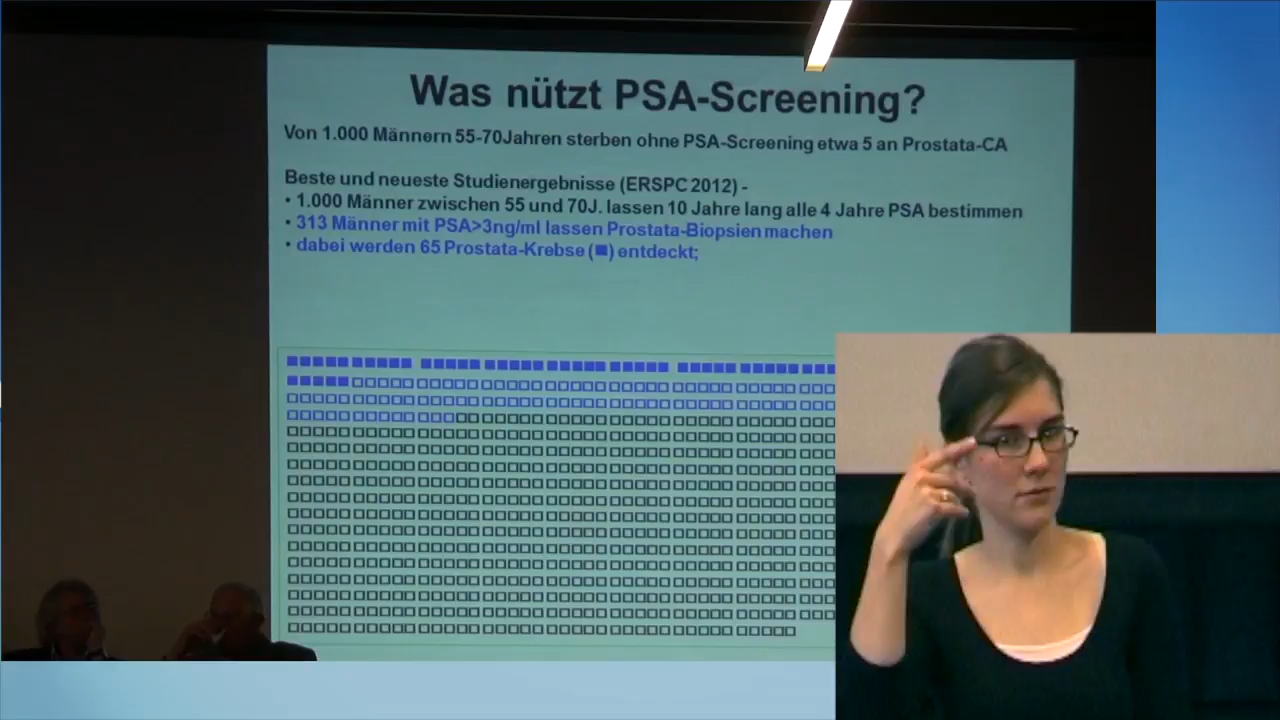 Was nützt PSA-Screening?
Von 1.000 Männern 55-70Jahren sterben ohne PSA-Screening etwa 5 an Prostata-CA
Beste und neueste Studienergebnisse (ERSPC 2012) -
• 1.000 Männer zwischen 55 und 70J. lassen 10 Jahre lang alle 4 Jahre PSA bestimmen
• 313 Männer mit PSA>3ng/ml lassen Prostata-Biopsien machen
• dabei werden 65 Prostata-Krebse (■) entdeckt;